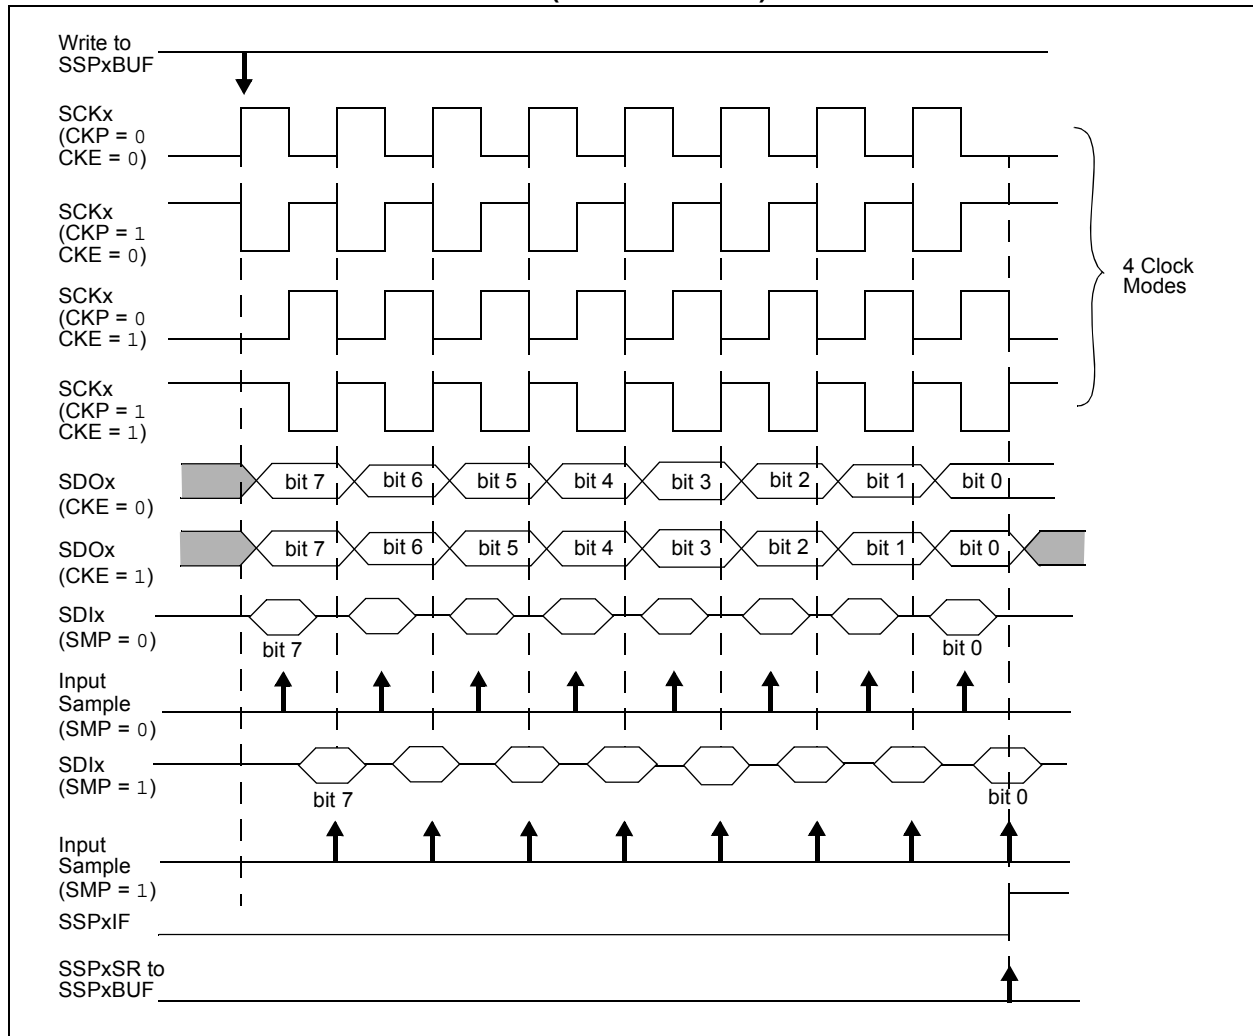 Write to
SSPxBUF
SCKx
(CKP = 0
CKE = 0)
SCKx
(CKP = 1
CKE = 0)
SCKx
(CKP = 0
CKE = 1)
SCKx
(CKP = 1
CKE = 1)
4 Clock
Modes
SDOx
(CKE = 0)
bit 7 bit 6 bit 5 bit 4 bit 3 bit 2 bit 1 bit 0
SDOx
(CKE = 1)
bit 7 bit 6 bit 5 bit 4 bit 3 bit 2 bit 1 bit 0
SDIx
(SMP = 0)
bit 7 bit 0
Input
Sample
(SMP = 0)
SDIx
(SMP = 1)
bit 7 bit 0
Input
Sample
(SMP = 1)
SSPxIF
SSPxSR to
SSPxBUF